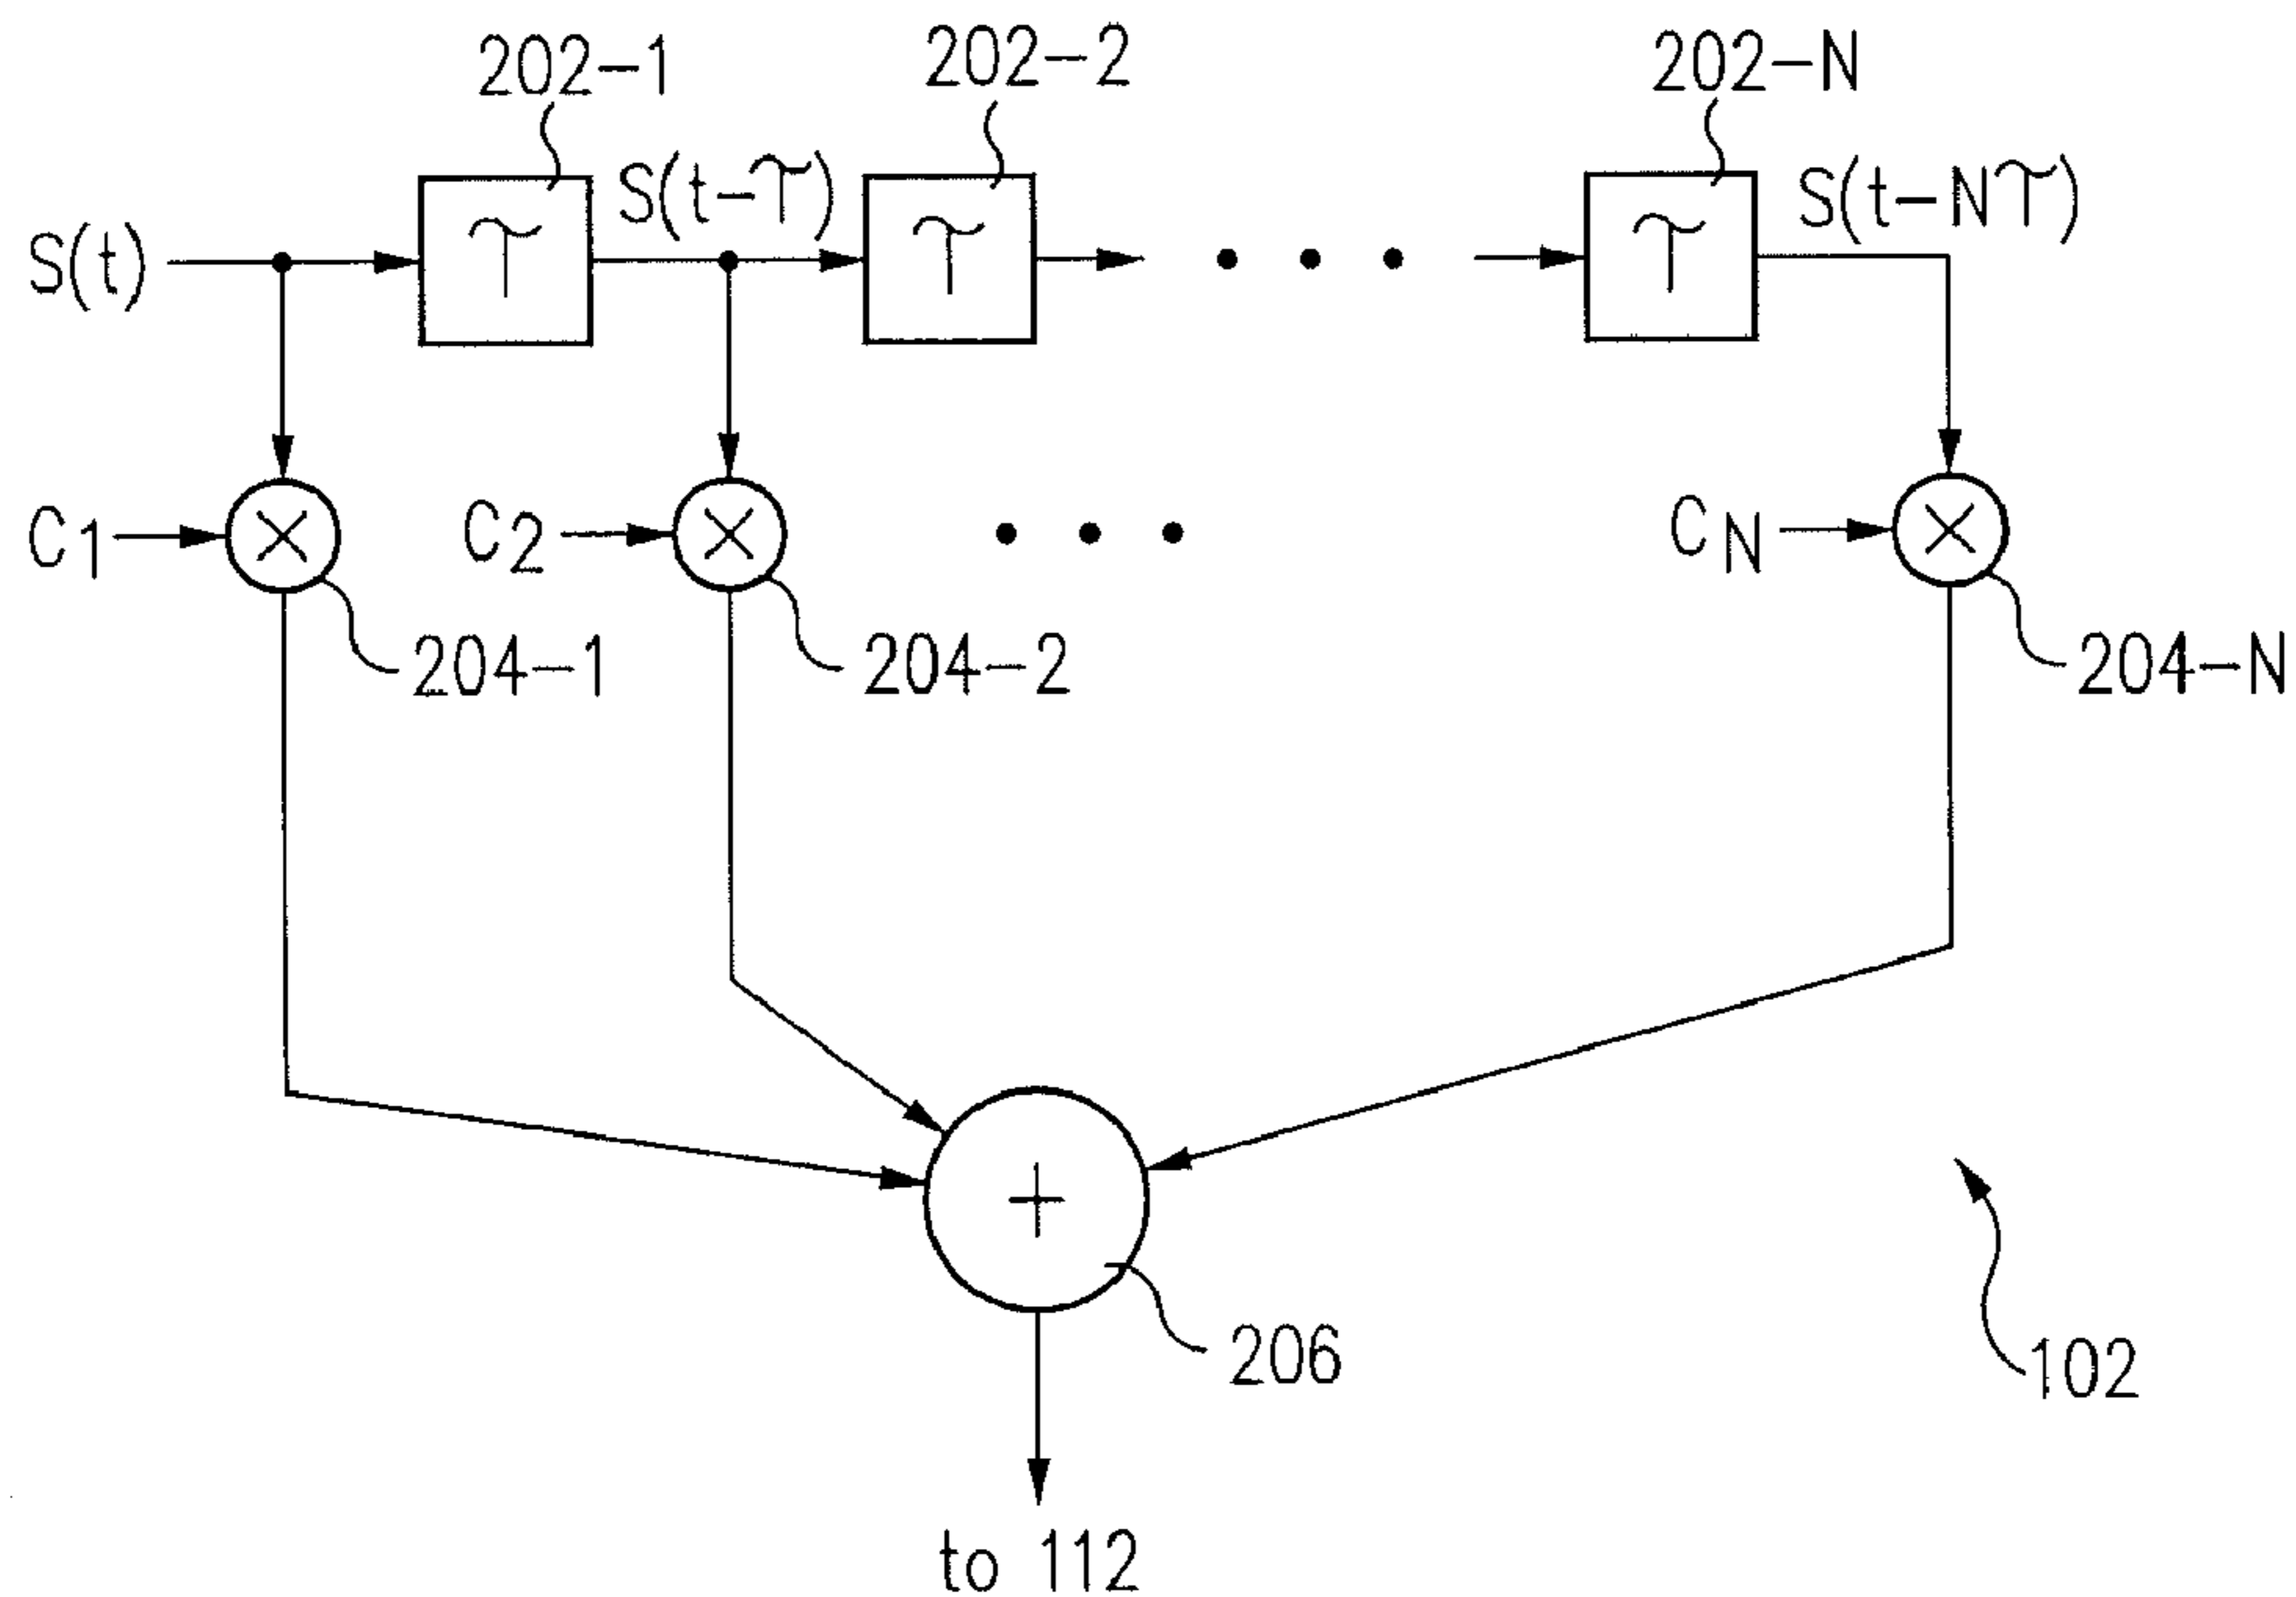 202-1
202-2
202-N
S(t)
τ
S(t-τ)
τ
τ
S(t-Nτ)
C1
×
C2
×
CN
×
204-1
204-2
204-N
+
206
102
to 112